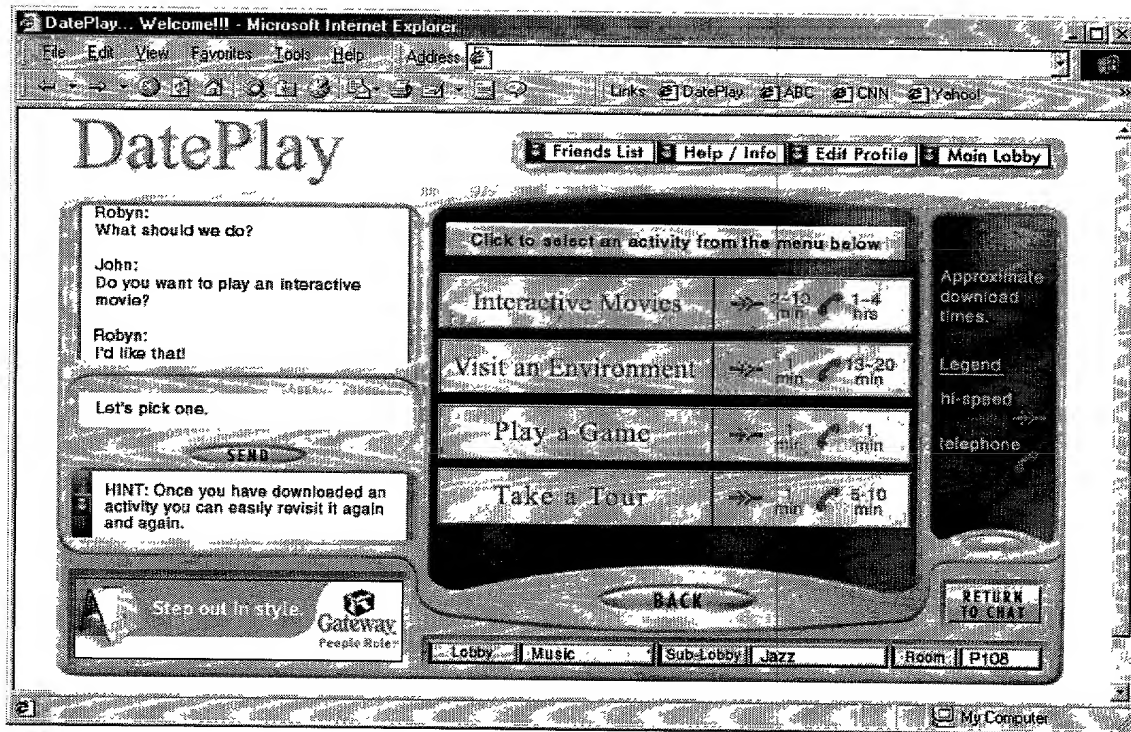 DatePlay... Welcome!!! - Microsoft Internet Explorer
File Edit View Favorites Tools Help Address
Links DatePlay ABC CNN Yahoo!
DatePlay
Friends List Help / Info Edit Profile Main Lobby
Robyn:
What should we do?
John:
Do you want to play an interactive
movie?
Robyn:
I'd like that!
Let's pick one.
SEND
HINT: Once you have downloaded an
activity you can easily revisit it again
and again.
Click to select an activity from the menu below
Interactive Movies 2-10 min 1-4 hrs
Visit an Environment 1 min 13-20 min
Play a Game 1 min 1 min
Take a Tour 1 min 5-10 min
Approximate
download
times.
Legend
hi-speed
telephone
BACK
RETURN
TO CHAT
Step out in style.
Gateway
People Rule
Lobby Music Sub-Lobby Jazz Room P108
My Computer